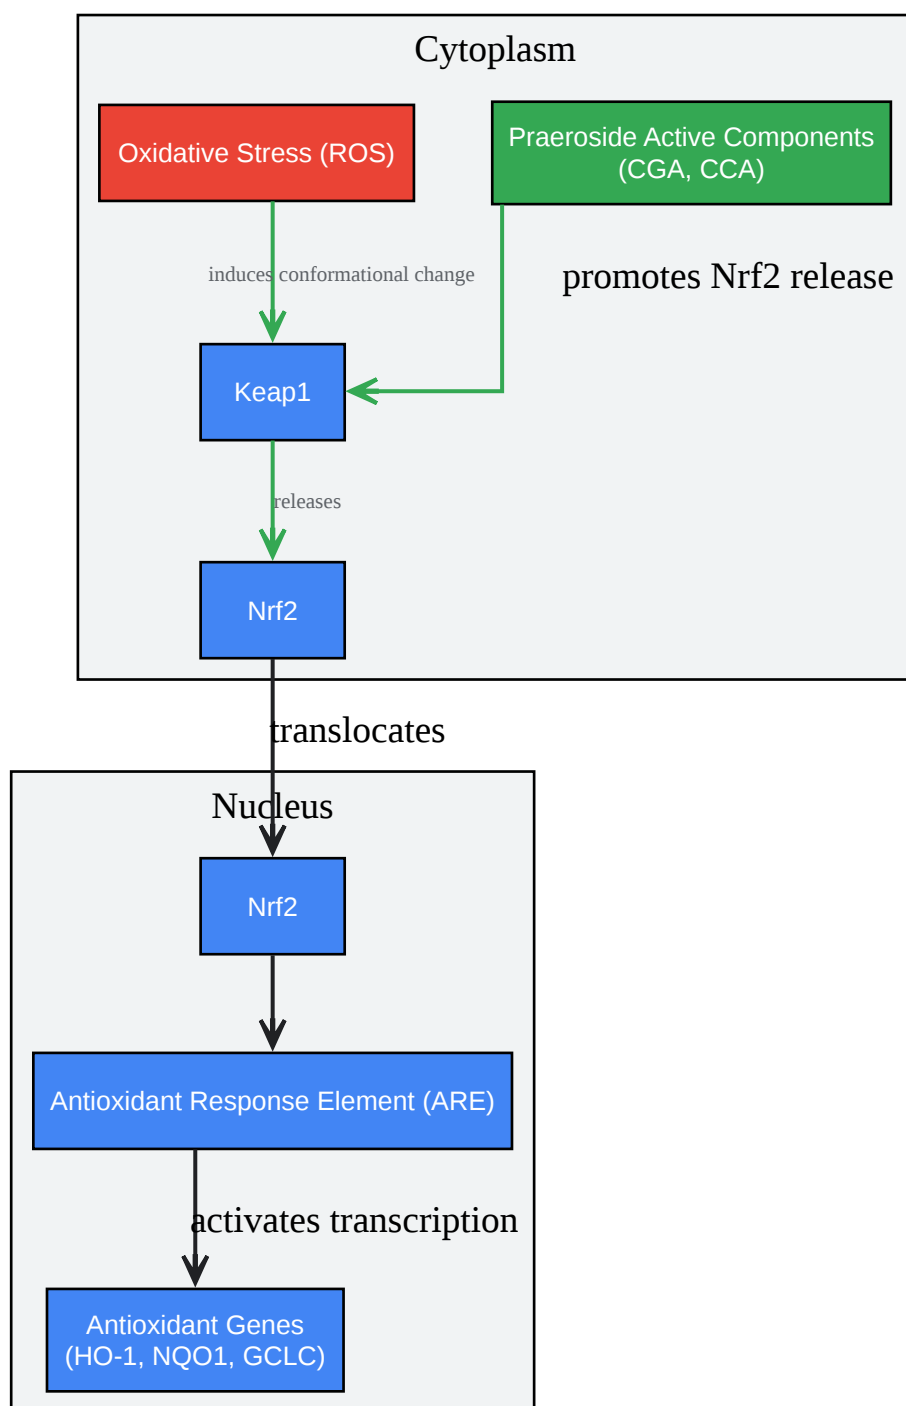 Cytoplasm
Oxidative Stress (ROS)
Praeroside Active Components
(CGA, CCA)
induces conformational change
promotes Nrf2 release
Keap1
releases
Nrf2
translocates
Nucleus
Nrf2
Antioxidant Response Element (ARE)
activates transcription
Antioxidant Genes
(HO-1, NQO1, GCLC)